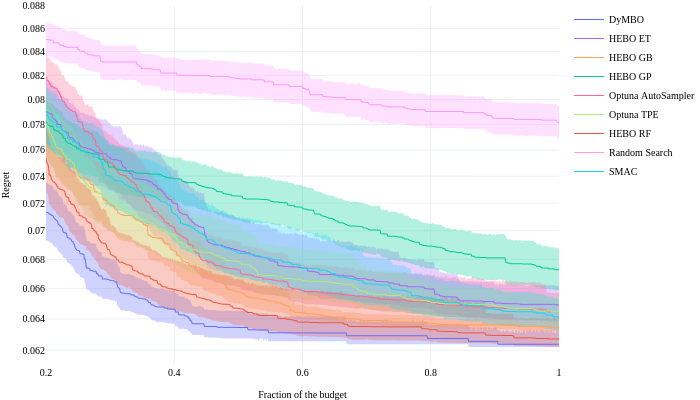 0.088
0.086
0.084
0.082
0.08
0.078
0.076
0.074
0.072
0.07
0.068
0.066
0.064
0.062
Regret
0.2
0.4
0.6
0.8
1
Fraction of the budget
DyMBO
HEBO ET
HEBO GB
HEBO GP
Optuna AutoSampler
Optuna TPE
HEBO RF
Random Search
SMAC